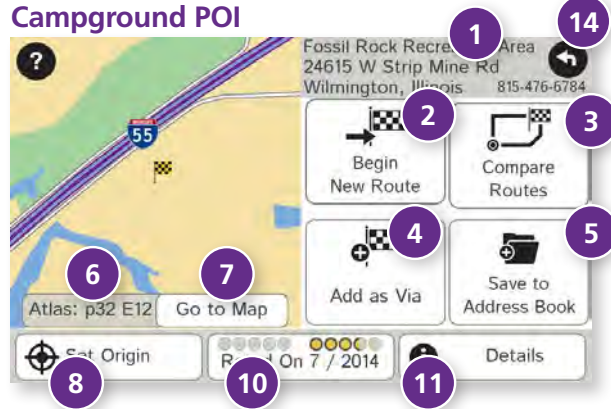 Campground POI
14
?
Fossil Rock Recre Area
1
24615 W Strip Mine Rd
Wilmington, Illinois 815-476-6784
55
2
Begin
New Route
3
Compare
Routes
4
Add as Via
5
Save to
Address Book
6
Atlas: p32 E12
7
Go to Map
Set Origin
8
On 7 / 2014
10
Details
11